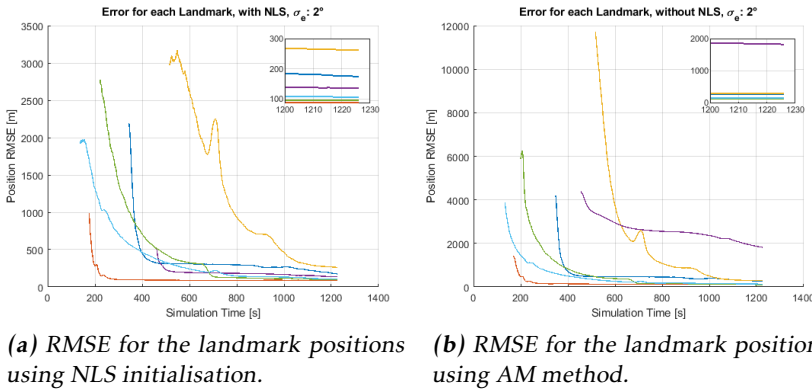 Error for each Landmark, with NLS, σe: 2°
3500
3000
2500
2000
1500
1000
500
0
Position RMSE [m]
0 200 400 600 800 1000 1200 1400
Simulation Time [s]
300
200
100
1200 1210 1220 1230
(a) RMSE for the landmark positions
using NLS initialisation.
Error for each Landmark, without NLS, σe: 2°
12000
10000
8000
6000
4000
2000
0
Position RMSE [m]
0 200 400 600 800 1000 1200 1400
Simulation Time [s]
2000
1000
0
1200 1210 1220 1230
(b) RMSE for the landmark position
using AM method.